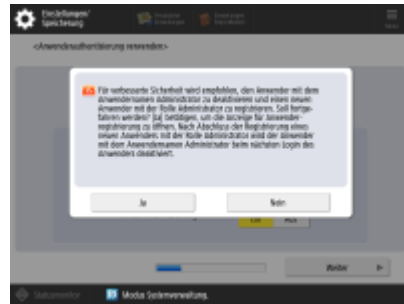 Einstellungen/
Speicherung
<Anwenderauthentisierung verwenden>
Für verbesserte Sicherheit wird empfohlen, den Anwender mit dem
Anwendernamen Administrator zu deaktivieren und einen neuen
Anwender mit der Rolle Administrator zu registrieren. Soll fortge-
fahren werden? [Ja] betätigen, um die Anzeige für Anwender-
registrierung zu öffnen. Nach Abschluss der Registrierung eines
neuen Anwenders mit der Rolle Administrator wird der Anwender
mit dem Anwendernamen Administrator beim nächsten Login des
Anwenders deaktiviert.
Ja
Nein
Ein
Aus
Weiter
Statusmonitor
Modus Systemverwaltung.